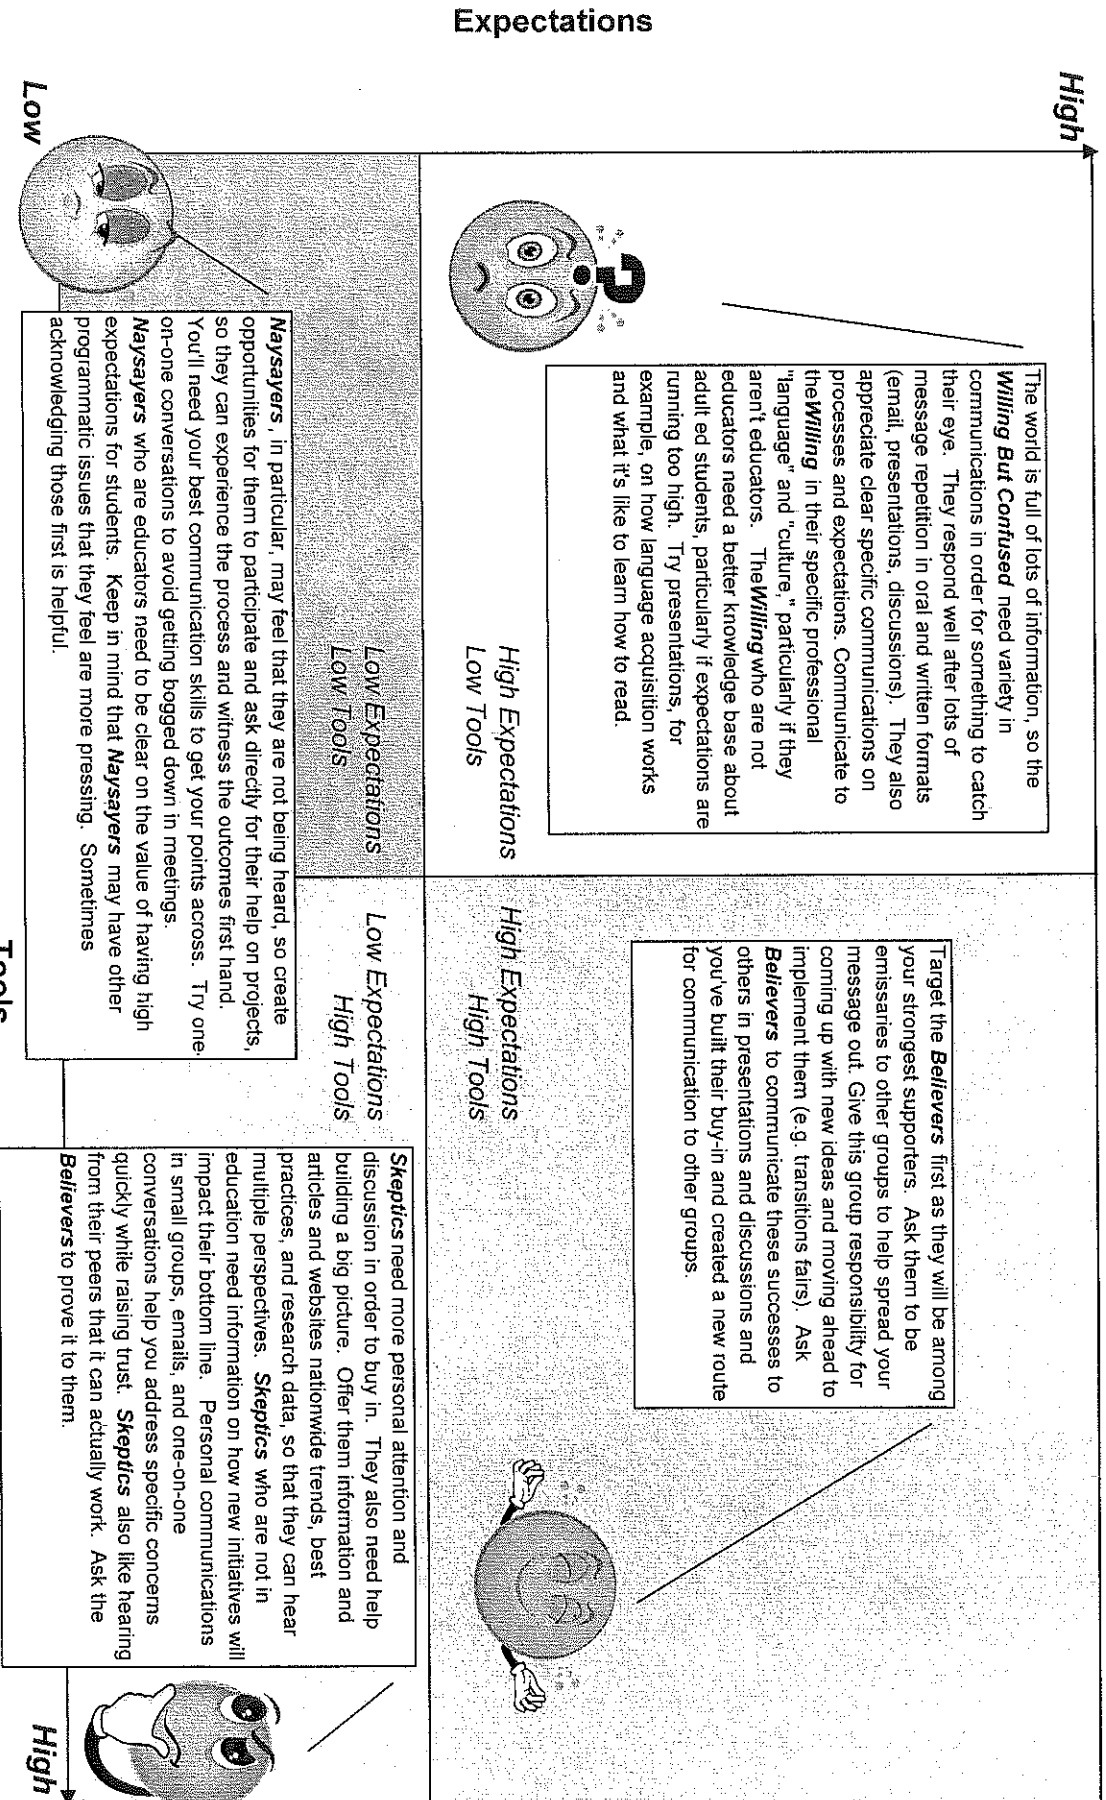 Expectations
High
The world is full of lots of information, so the
Willing But Confused need variety in
communications in order for something to catch
their eye. They respond well after lots of
message repetition in oral and written formats
(email, presentations, discussions). They also
appreciate clear specific communications on
processes and expectations. Communicate to
theWilling in their specific professional
"language" and "culture," particularly if they
aren't educators. TheWilling who are not
educators need a better knowledge base about
adult ed students, particularly if expectations are
running too high. Try presentations, for
example, on how language acquisition works
and what it's like to learn how to read.
High Expectations
Low Tools
Target the Believers first as they will be among
your strongest supporters. Ask them to be
emissaries to other groups to help spread your
message out. Give this group responsibility for
coming up with new ideas and moving ahead to
implement them (e.g. transitions fairs). Ask
Believers to communicate these successes to
others in presentations and discussions and
you've built their buy-in and created a new route
for communication to other groups.
High Expectations
High Tools
Low Expectations
Low Tools
Naysayers, in particular, may feel that they are not being heard, so create
opportunities for them to participate and ask directly for their help on projects,
so they can experience the process and witness the outcomes first hand.
You'll need your best communication skills to get your points across. Try one-
on-one conversations to avoid getting bogged down in meetings.
Naysayers who are educators need to be clear on the value of having high
expectations for students. Keep in mind that Naysayers may have other
programmatic issues that they feel are more pressing. Sometimes
acknowledging those first is helpful.
Low
Low Expectations
High Tools
Skeptics need more personal attention and
discussion in order to buy in. They also need help
building a big picture. Offer them information and
articles and websites nationwide trends, best
practices, and research data, so that they can hear
multiple perspectives. Skeptics who are not in
education need information on how new initiatives will
impact their bottom line. Personal communications
in small groups, emails, and one-on-one
conversations help you address specific concerns
quickly while raising trust. Skeptics also like hearing
from their peers that it can actually work. Ask the
Believers to prove it to them.
High
Tools